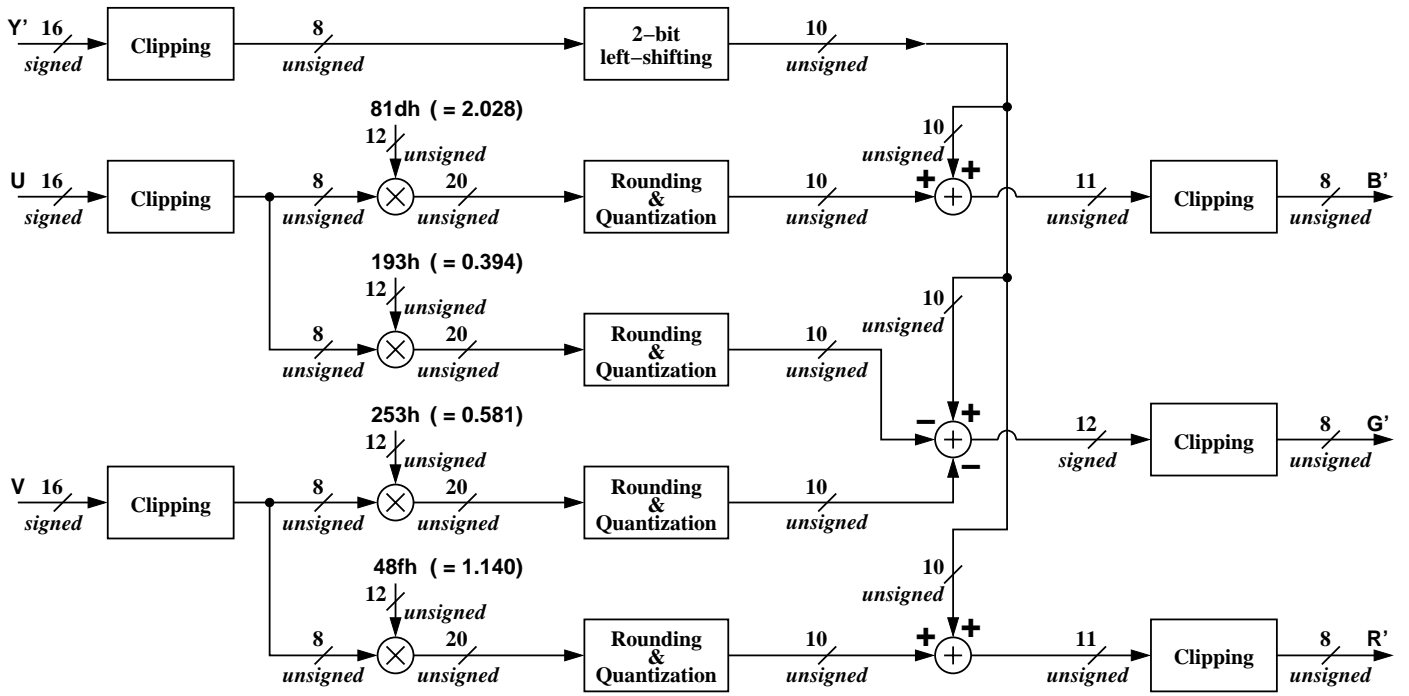 Y’ 16 signed
Clipping
8 unsigned
2−bit
left−shifting
10 unsigned
81dh ( = 2.028)
12 unsigned
10 unsigned
+ +
U 16 signed
Clipping
8 unsigned
20 unsigned
Rounding
&
Quantization
10 unsigned
11 unsigned
Clipping
8 unsigned
B’
193h ( = 0.394)
12 unsigned
10 unsigned
8 unsigned
20 unsigned
Rounding
&
Quantization
10 unsigned
− +
−
12 signed
Clipping
8 unsigned
G’
253h ( = 0.581)
12 unsigned
V 16 signed
Clipping
8 unsigned
20 unsigned
Rounding
&
Quantization
10 unsigned
48fh ( = 1.140)
12 unsigned
10 unsigned
8 unsigned
20 unsigned
Rounding
&
Quantization
10 unsigned
+ +
11 unsigned
Clipping
8 unsigned
R’